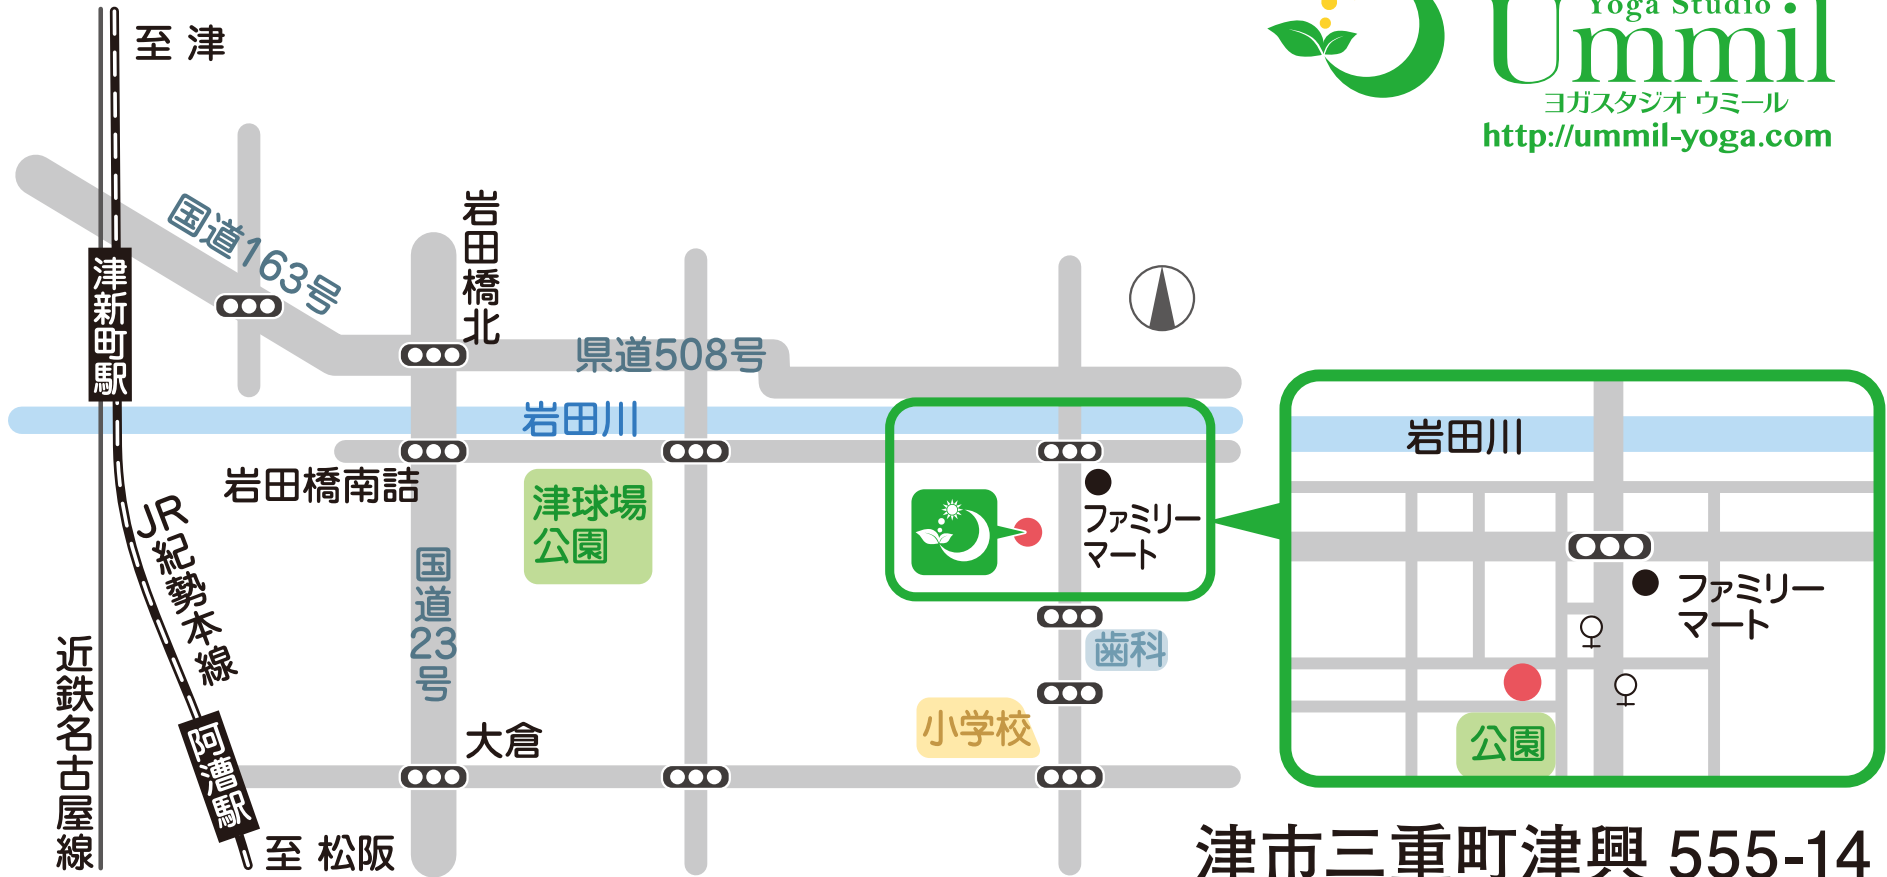 至 津
Yoga Studio
Ummil
ヨガスタジオ ウミール
http://ummil-yoga.com
国道163号
岩田橋北
津新町駅
県道508号
岩田川
岩田川
岩田橋南詰
津球場
公園
ファミリー
マート
JR紀勢本線
国道23号
ファミリー
マート
近鉄名古屋線
歯科
小学校
公園
大倉
阿漕駅
至 松阪
津市三重町津興 555-14